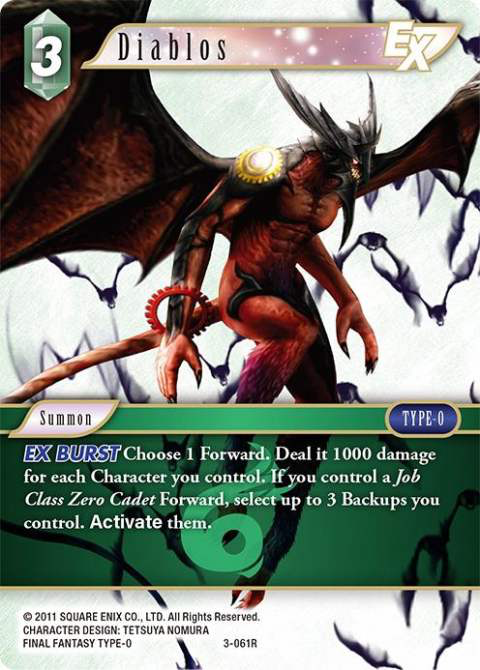 3
Diablos
EX
Summon
TYPE-0
EX BURST Choose 1 Forward. Deal it 1000 damage
for each Character you control. If you control a Job
Class Zero Cadet Forward, select up to 3 Backups you
control. Activate them.
© 2011 SQUARE ENIX CO., LTD. All Rights Reserved.
CHARACTER DESIGN: TETSUYA NOMURA
FINAL FANTASY TYPE-0
3-061R